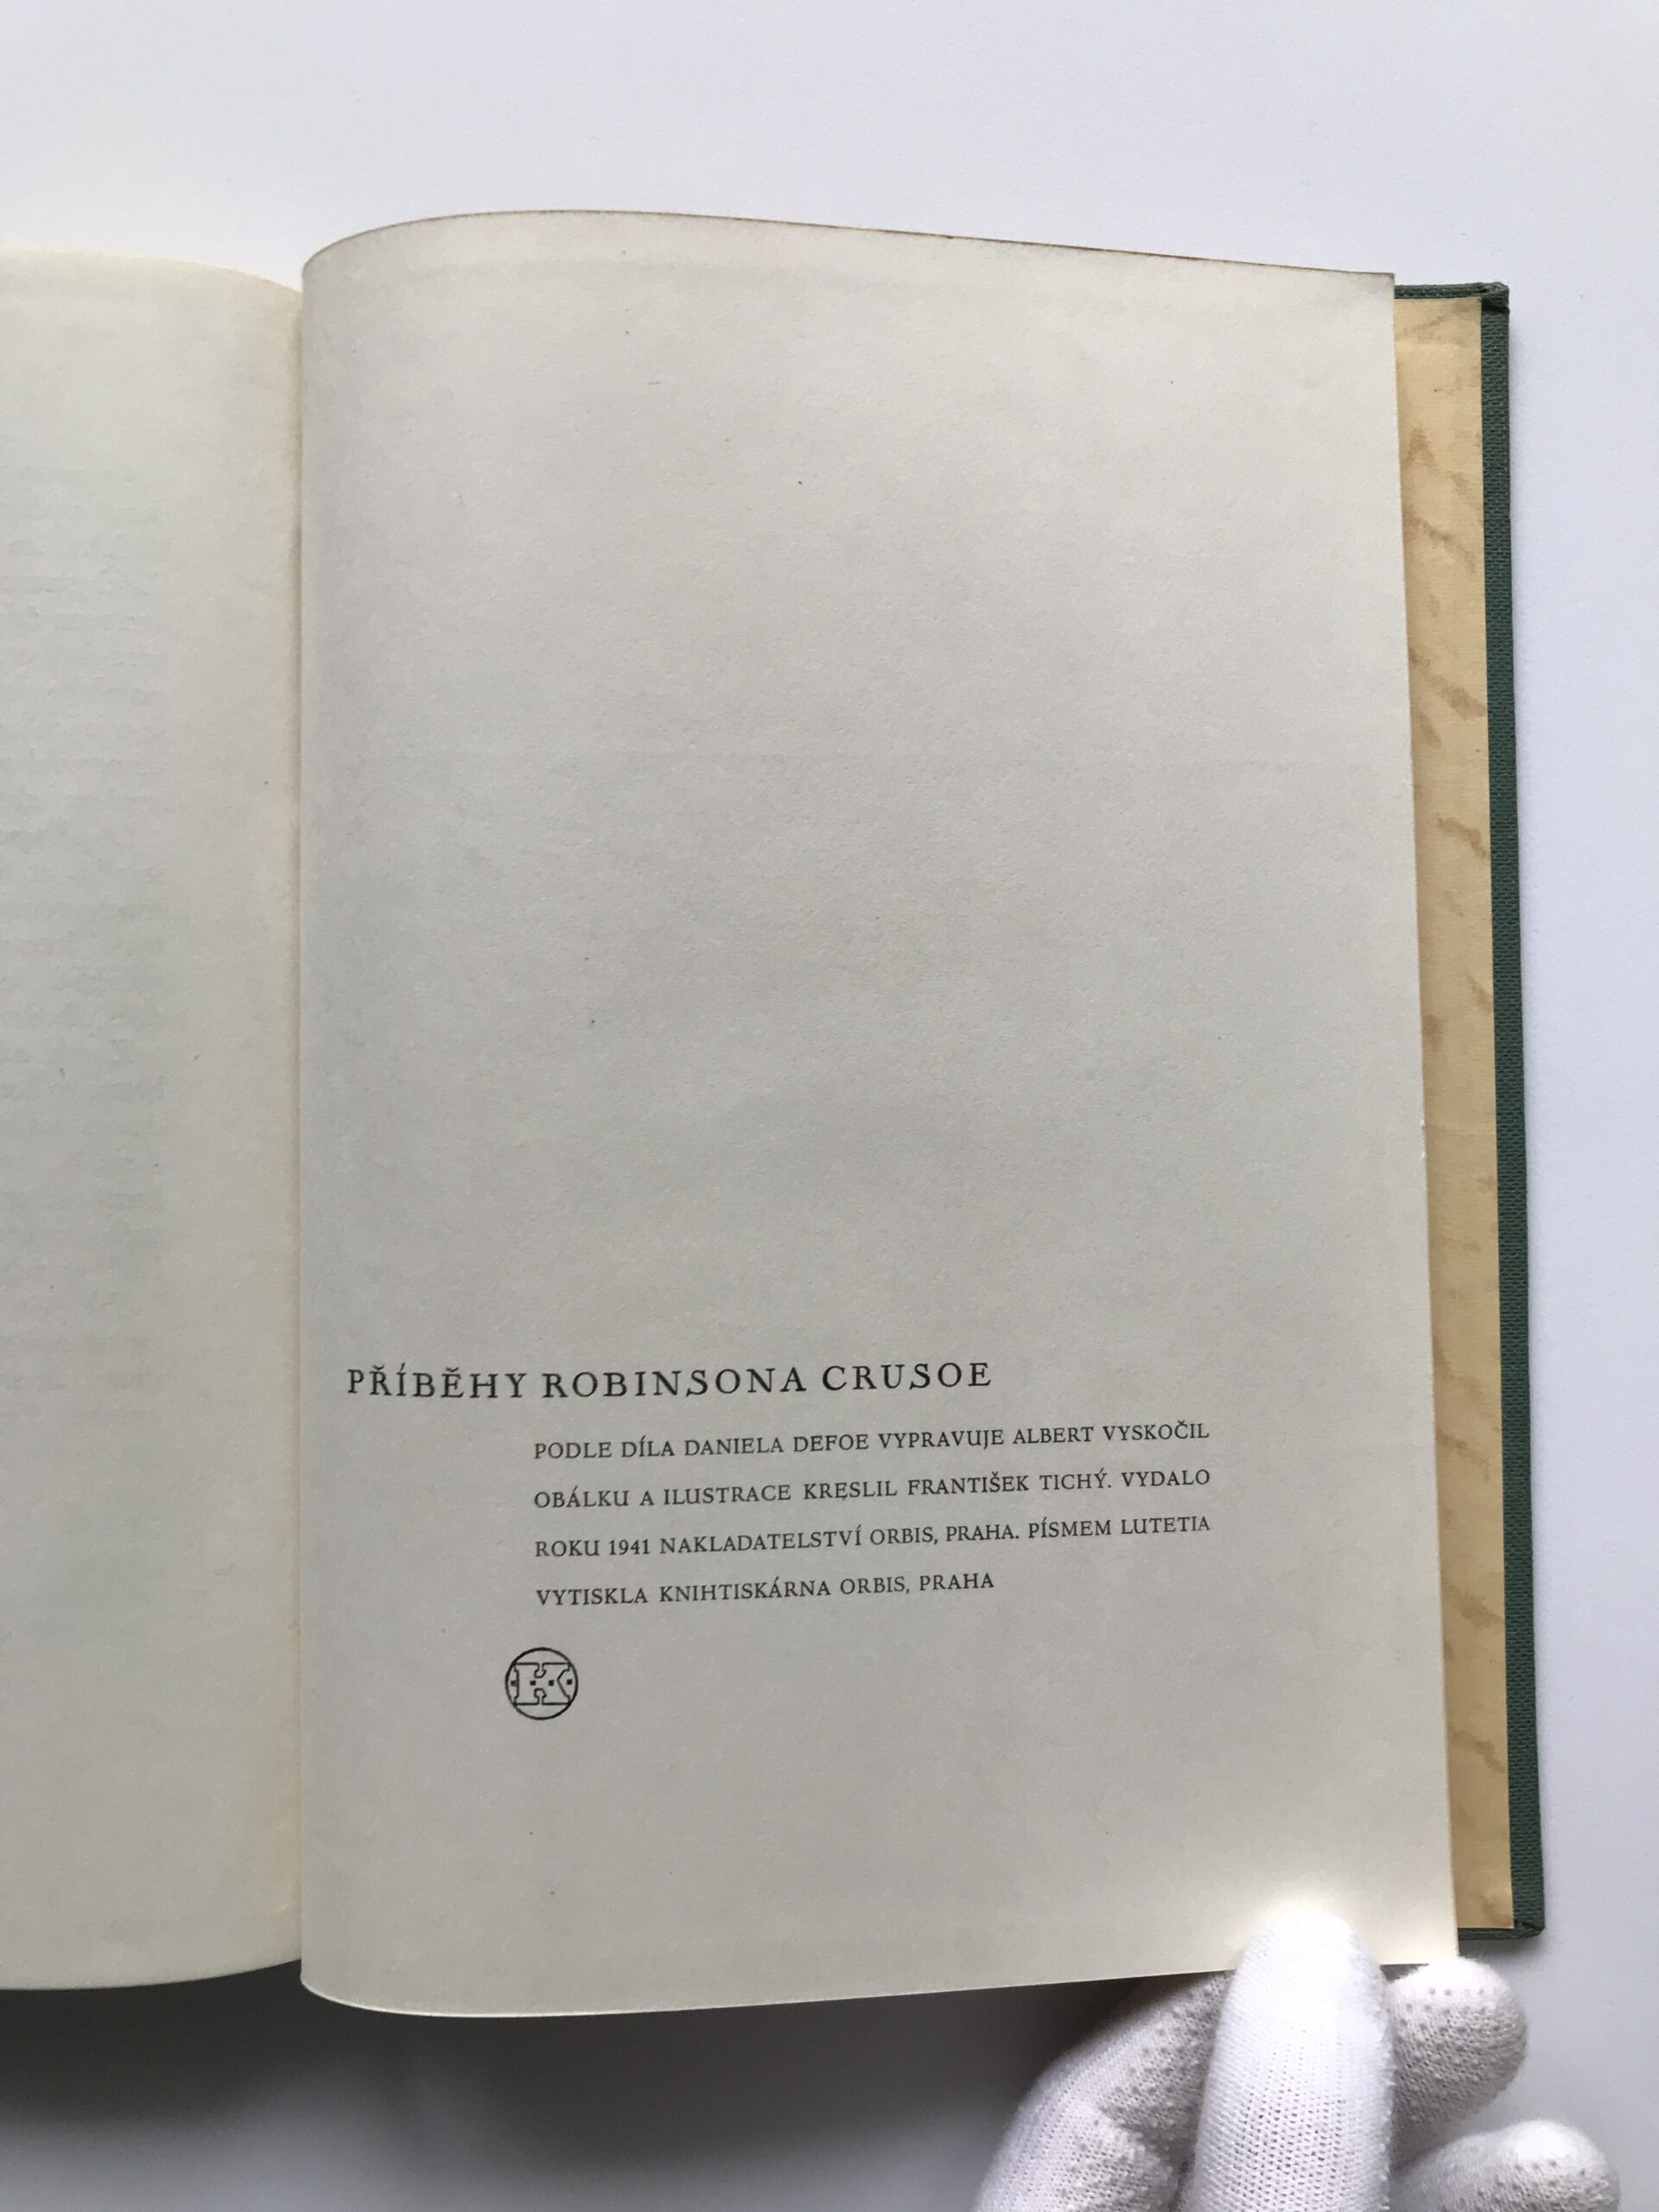 PŘÍBĚHY ROBINSONA CRUSOE
PODLE DÍLA DANIELA DEFOE VYPRAVUJE ALBERT VYSKOČIL
OBÁLKU A ILUSTRACE KRESLIL FRANTIŠEK TICHÝ. VYDALO
ROKU 1941 NAKLADATELSTVÍ ORBIS, PRAHA. PÍSMEM LUTETIA
VYTISKLA KNIHTISKÁRNA ORBIS, PRAHA
K